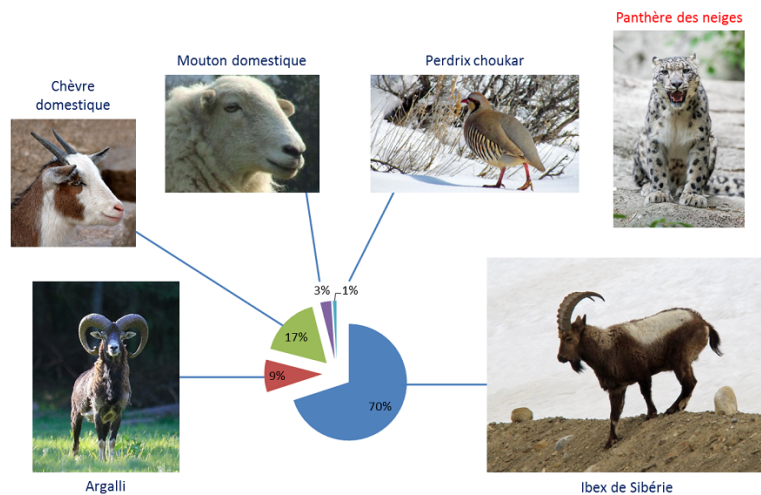 Panthère des neiges
Mouton domestique
Perdrix choukar
Chèvre
domestique
3%
1%
17%
9%
70%
Argalli
Ibex de Sibérie